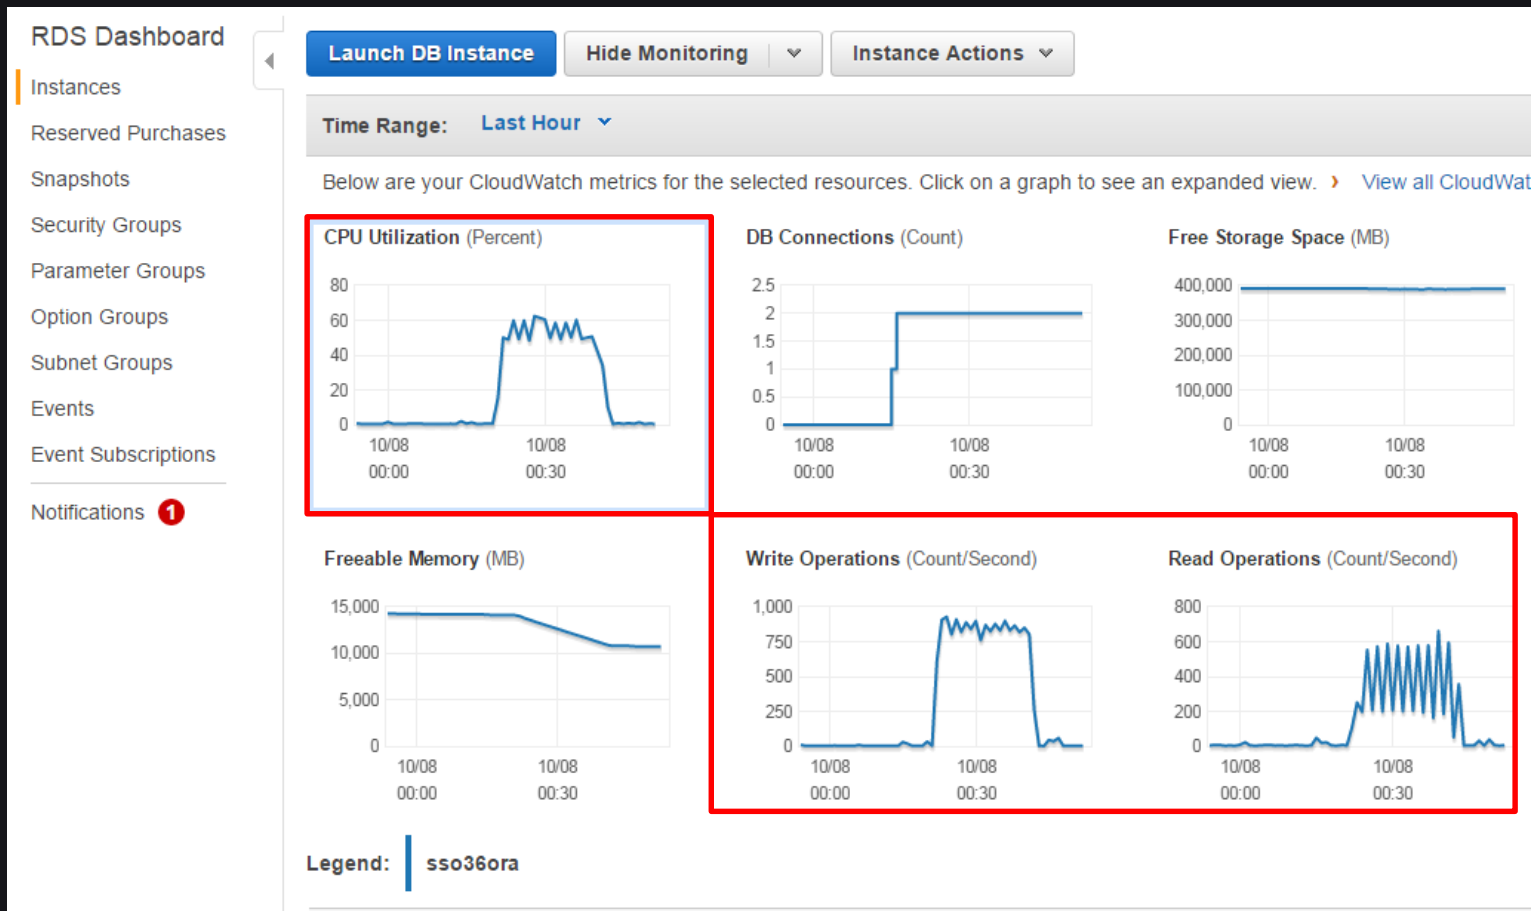 RDS Dashboard
Instances
Reserved Purchases
Snapshots
Security Groups
Parameter Groups
Option Groups
Subnet Groups
Events
Event Subscriptions
Notifications 1
Launch DB Instance Hide Monitoring Instance Actions
Time Range: Last Hour
Below are your CloudWatch metrics for the selected resources. Click on a graph to see an expanded view. › View all CloudWat
CPU Utilization (Percent)
80
60
40
20
0
10/08 10/08
00:00 00:30
DB Connections (Count)
2.5
2
1.5
1
0.5
0
10/08 10/08
00:00 00:30
Free Storage Space (MB)
400,000
300,000
200,000
100,000
0
10/08 10/08
00:00 00:30
Freeable Memory (MB)
15,000
10,000
5,000
0
10/08 10/08
00:00 00:30
Write Operations (Count/Second)
1,000
750
500
250
0
10/08 10/08
00:00 00:30
Read Operations (Count/Second)
800
600
400
200
0
10/08 10/08
00:00 00:30
Legend: sso36ora